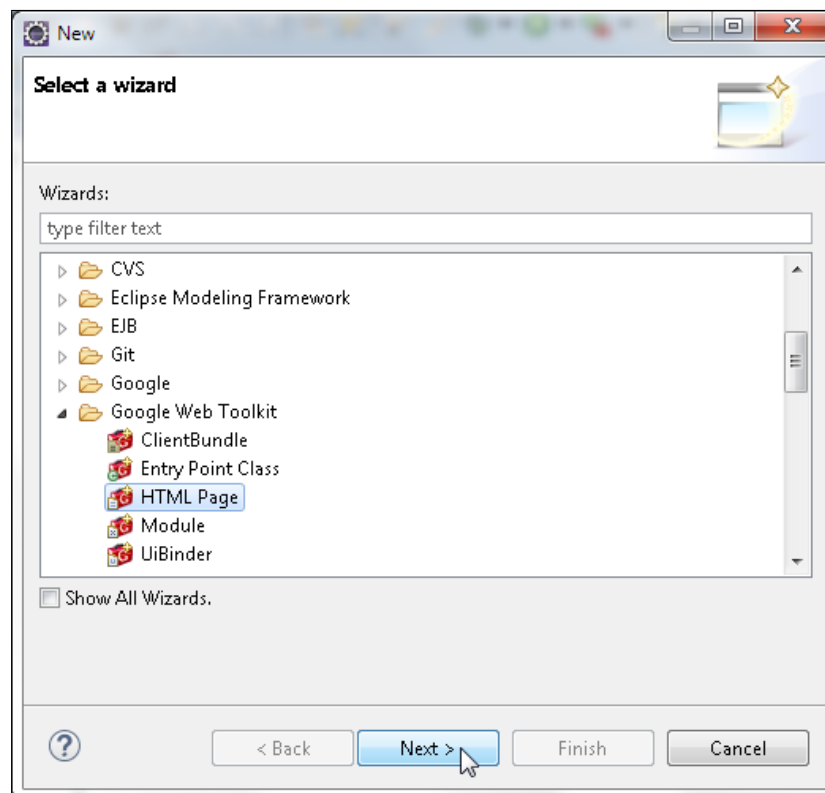 New
Select a wizard
Wizards:
type filter text
CVS
Eclipse Modeling Framework
EJB
Git
Google
Google Web Toolkit
ClientBundle
Entry Point Class
HTML Page
Module
UiBinder
Show All Wizards.
? < Back Next > Finish Cancel